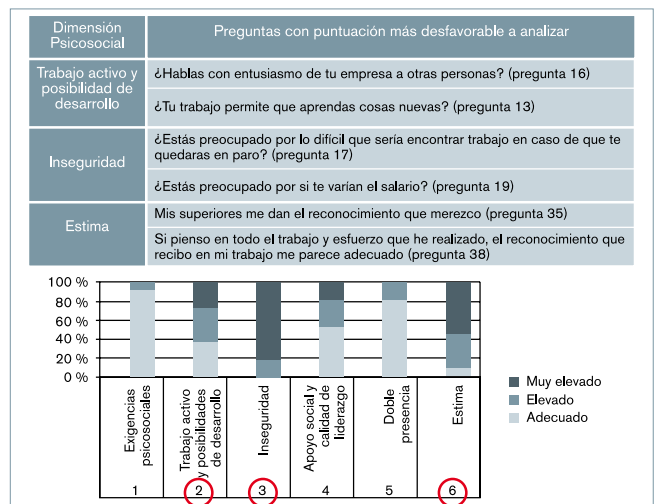 Dimensión
Psicosocial
Preguntas con puntuación más desfavorable a analizar
Trabajo activo y
posibilidad de
desarrollo
¿Hablas con entusiasmo de tu empresa a otras personas? (pregunta 16)
¿Tu trabajo permite que aprendas cosas nuevas? (pregunta 13)
Inseguridad
¿Estás preocupado por lo difícil que sería encontrar trabajo en caso de que te
quedaras en paro? (pregunta 17)
¿Estás preocupado por si te varían el salario? (pregunta 19)
Estima
Mis superiores me dan el reconocimiento que merezco (pregunta 35)
Si pienso en todo el trabajo y esfuerzo que he realizado, el reconocimiento que
recibo en mi trabajo me parece adecuado (pregunta 38)
100 %
80 %
60 %
40 %
20 %
0 %
Exigencias
psicosociales
Trabajo activo
y posibilidades
de desarrollo
Inseguridad
Apoyo social y
calidad de
liderazgo
Doble
presencia
Estima
1
2
3
4
5
6
Muy elevado
Elevado
Adecuado